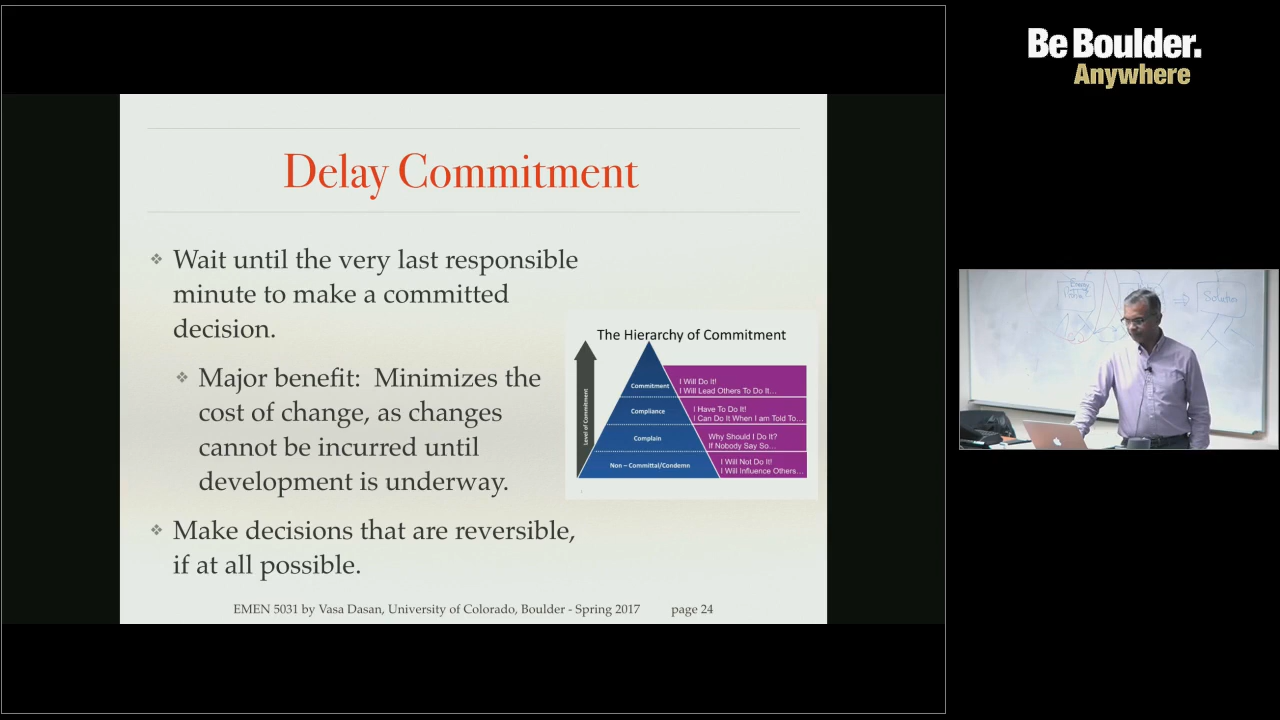 Be Boulder.
Anywhere
Delay Commitment
❖ Wait until the very last responsible
minute to make a committed
decision.
❖ Major benefit: Minimizes the
cost of change, as changes
cannot be incurred until
development is underway.
❖ Make decisions that are reversible,
if at all possible.
The Hierarchy of Commitment
Level of Commitment
Commitment
I Will Do It!
I Will Lead Others To Do It...
Compliance
I Have To Do It!
I Can Do It When I am Told To...
Complain
Why Should I Do It?
If Nobody Say So...
Non – Committal/Condemn
I Will Not Do It!
I Will Influence Others...
EMEN 5031 by Vasa Dasan, University of Colorado, Boulder - Spring 2017 page 24
Solution